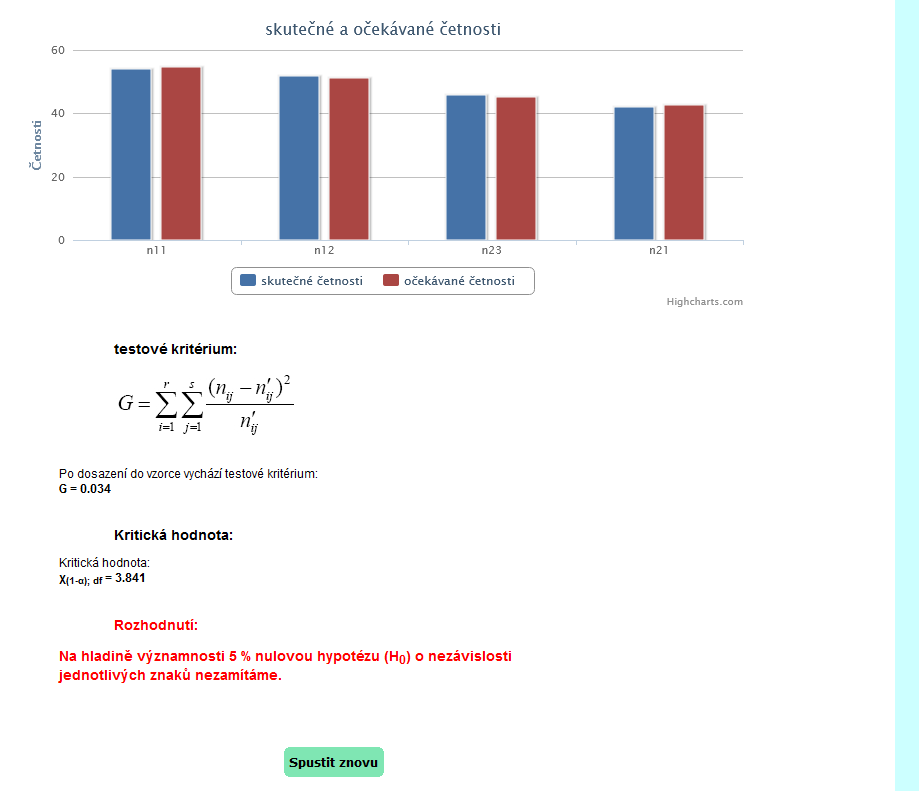 skutečné a očekávané četnosti
60
40
20
0
Četnosti
n11 n12 n23 n21
skutečné četnosti očekávané četnosti
Highcharts.com
testové kritérium:
G = ∑_{i=1}^{r} ∑_{j=1}^{s} (n_{ij} − n′_{ij})² / n′_{ij}
Po dosazení do vzorce vychází testové kritérium:
G = 0.034
Kritická hodnota:
Kritická hodnota:
X(1-α); df = 3.841
Rozhodnutí:
Na hladině významnosti 5 % nulovou hypotézu (H0) o nezávislosti
jednotlivých znaků nezamítáme.
Spustit znovu